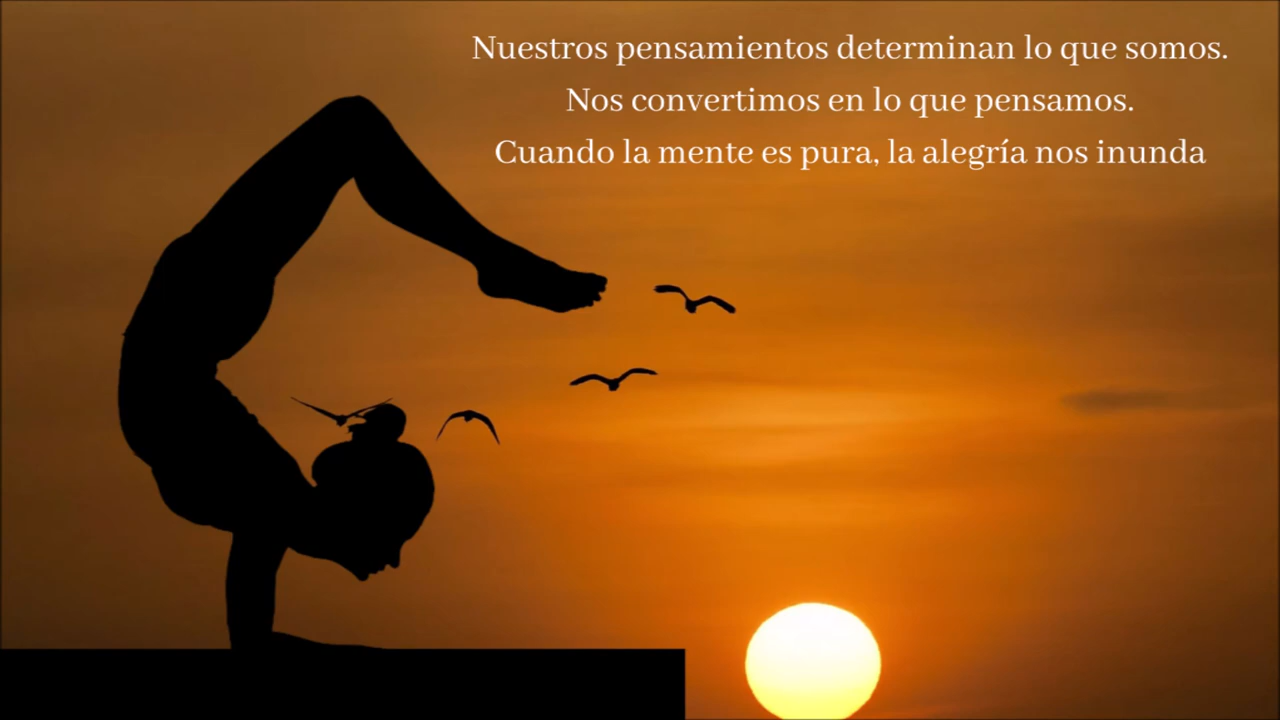 Nuestros pensamientos determinan lo que somos.
Nos convertimos en lo que pensamos.
Cuando la mente es pura, la alegría nos inunda